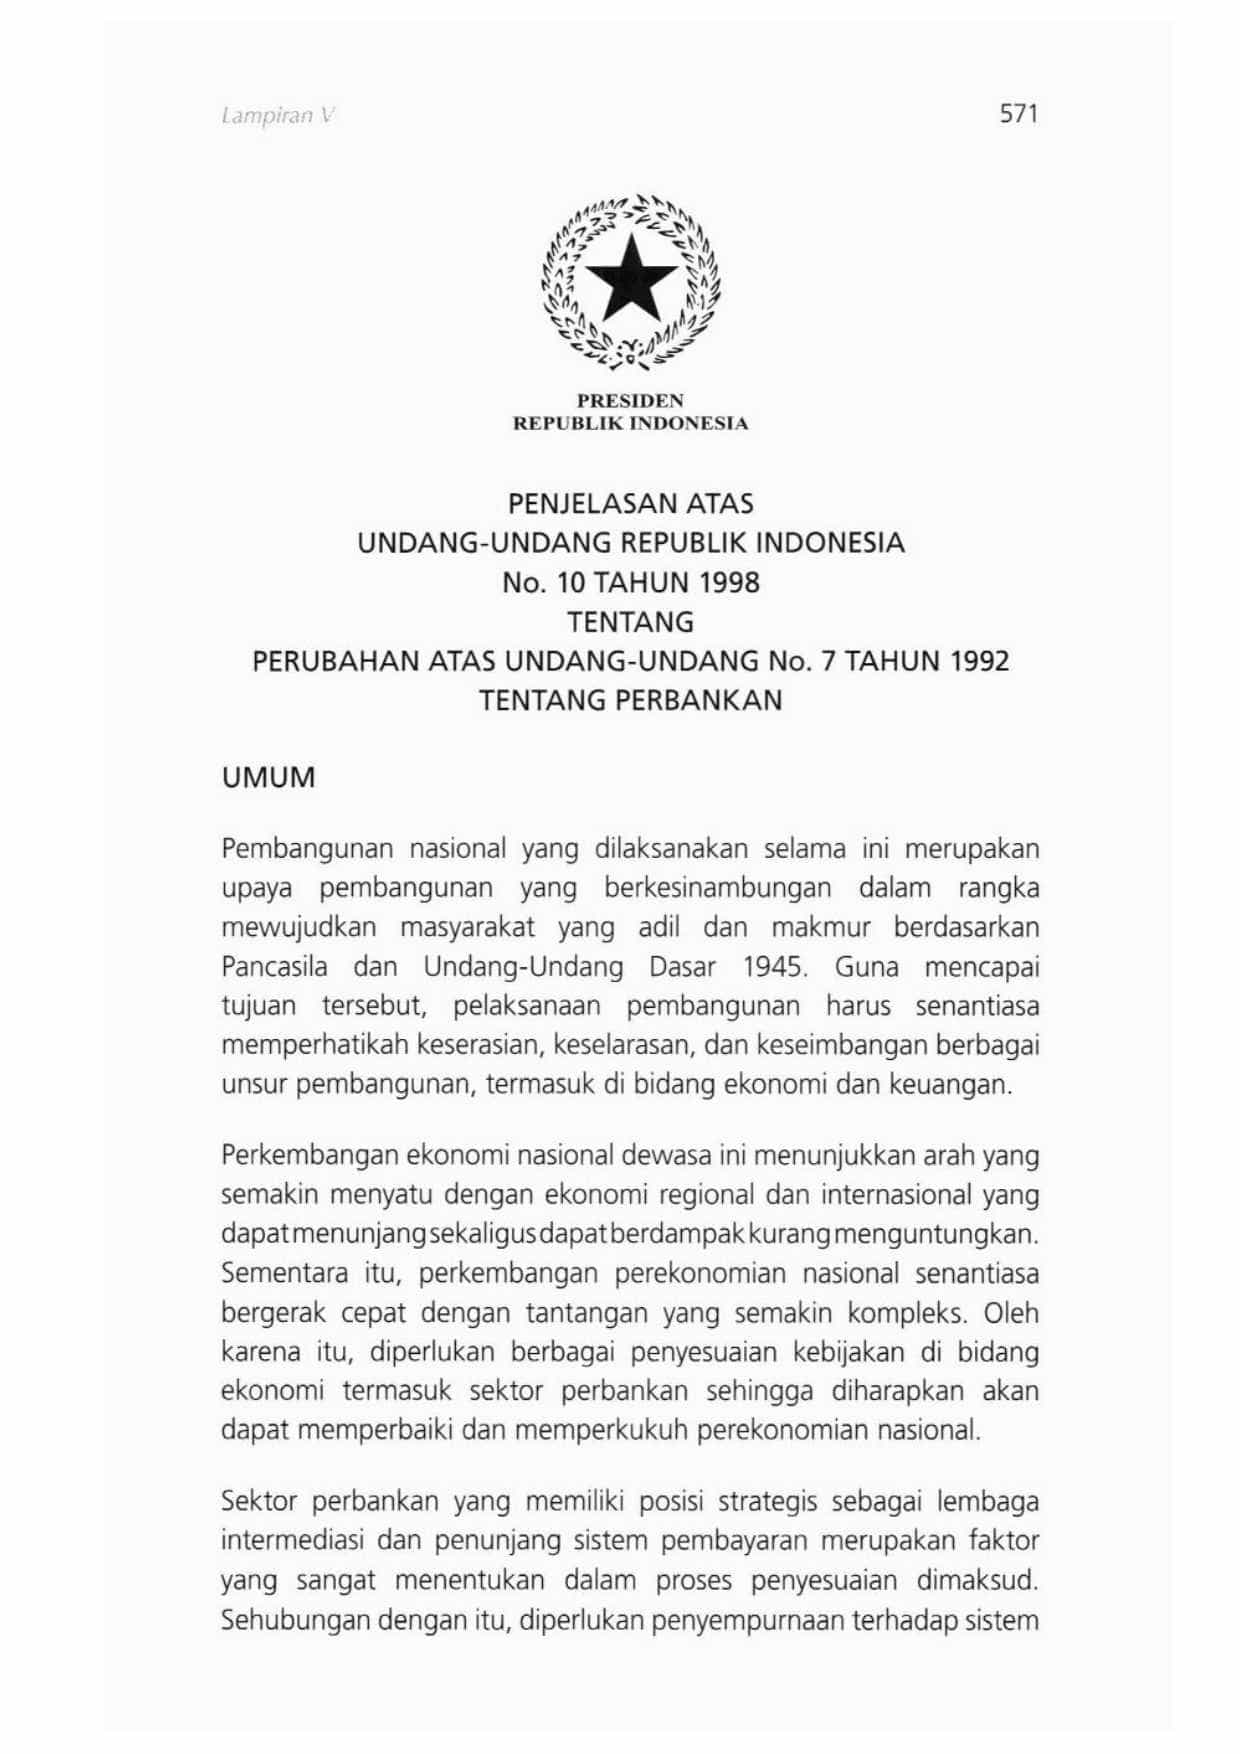 Lampiran V
571
PRESIDEN
REPUBLIK INDONESIA
PENJELASAN ATAS
UNDANG-UNDANG REPUBLIK INDONESIA
No. 10 TAHUN 1998
TENTANG
PERUBAHAN ATAS UNDANG-UNDANG No. 7 TAHUN 1992
TENTANG PERBANKAN
UMUM
Pembangunan nasional yang dilaksanakan selama ini merupakan
upaya pembangunan yang berkesinambungan dalam rangka
mewujudkan masyarakat yang adil dan makmur berdasarkan
Pancasila dan Undang-Undang Dasar 1945. Guna mencapai
tujuan tersebut, pelaksanaan pembangunan harus senantiasa
memperhatikah keserasian, keselarasan, dan keseimbangan berbagai
unsur pembangunan, termasuk di bidang ekonomi dan keuangan.
Perkembangan ekonomi nasional dewasa ini menunjukkan arah yang
semakin menyatu dengan ekonomi regional dan internasional yang
dapat menunjang sekaligus dapat berdampak kurang menguntungkan.
Sementara itu, perkembangan perekonomian nasional senantiasa
bergerak cepat dengan tantangan yang semakin kompleks. Oleh
karena itu, diperlukan berbagai penyesuaian kebijakan di bidang
ekonomi termasuk sektor perbankan sehingga diharapkan akan
dapat memperbaiki dan memperkukuh perekonomian nasional.
Sektor perbankan yang memiliki posisi strategis sebagai lembaga
intermediasi dan penunjang sistem pembayaran merupakan faktor
yang sangat menentukan dalam proses penyesuaian dimaksud.
Sehubungan dengan itu, diperlukan penyempurnaan terhadap sistem